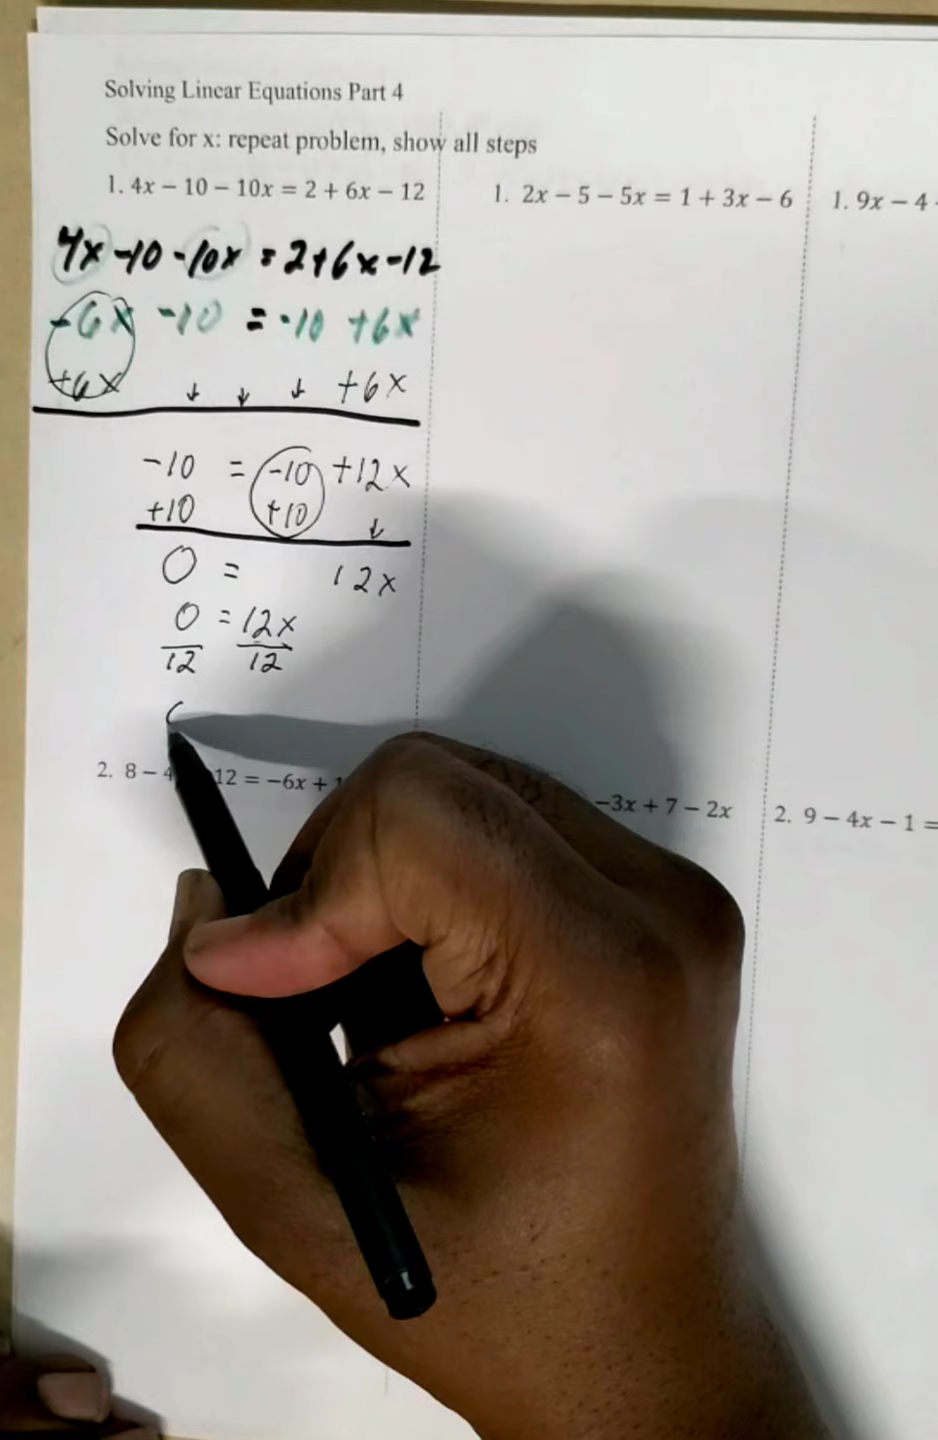 Solving Linear Equations Part 4
Solve for x: repeat problem, show all steps
1. 4x − 10 − 10x = 2 + 6x − 12
4x -10 -10x = 2+6x-12
-6x -10 = -10 +6x
+6x ↓ ↓ ↓ +6x
-10 = -10 +12x
+10 +10 ↓
0 = 12x
0 = 12x
12 12
2. 8 − 4 12 = −6x +
1. 2x − 5 − 5x = 1 + 3x − 6
−3x + 7 − 2x
1. 9x − 4
2. 9 − 4x − 1 =